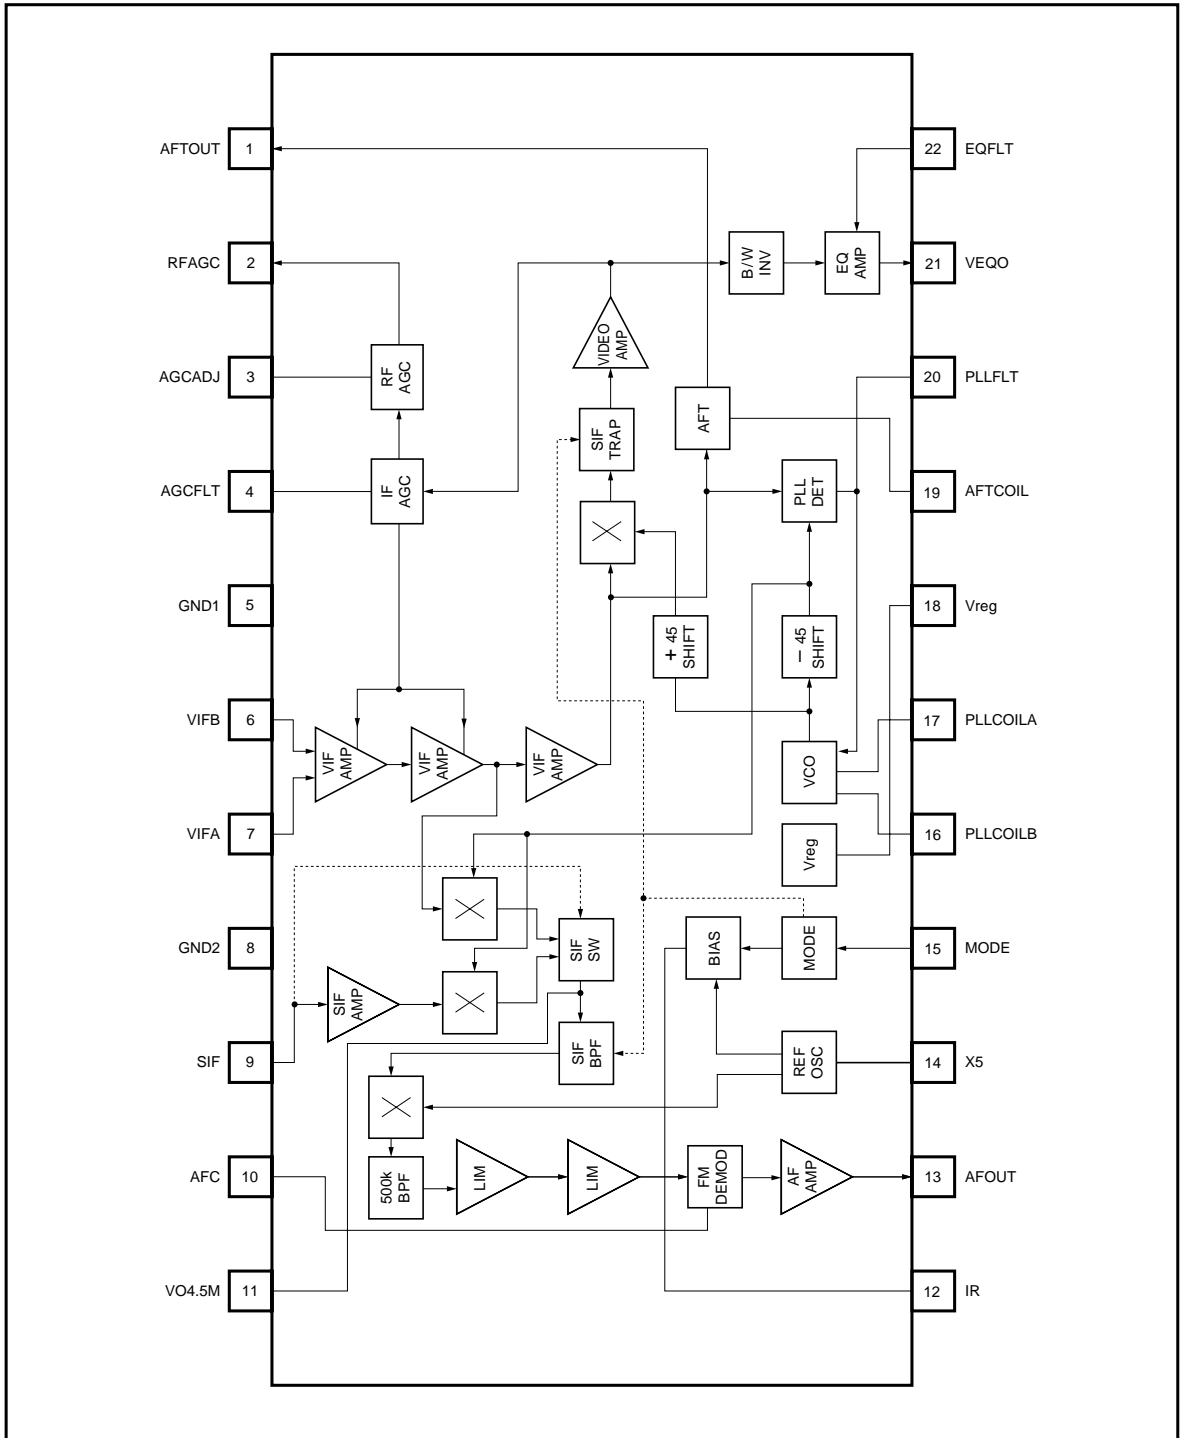 AFTOUT 1
RFAGC 2
AGCADJ 3
AGCFLT 4
GND1 5
VIFB 6
VIFA 7
GND2 8
SIF 9
AFC 10
VO4.5M 11
22 EQFLT
21 VEQO
20 PLLFLT
19 AFTCOIL
18 Vreg
17 PLLCOILA
16 PLLCOILB
15 MODE
14 X5
13 AFOUT
12 IR
B/W
INV
EQ
AMP
VIDEO
AMP
RF
AGC
AFT
SIF
TRAP
IF
AGC
PLL
DET
+ 45
SHIFT
− 45
SHIFT
VIF
AMP
VIF
AMP
VIF
AMP
VCO
Vreg
SIF
SW
BIAS
MODE
SIF
AMP
SIF
BPF
REF
OSC
500k
BPF
LIM
LIM
FM
DEMOD
AF
AMP